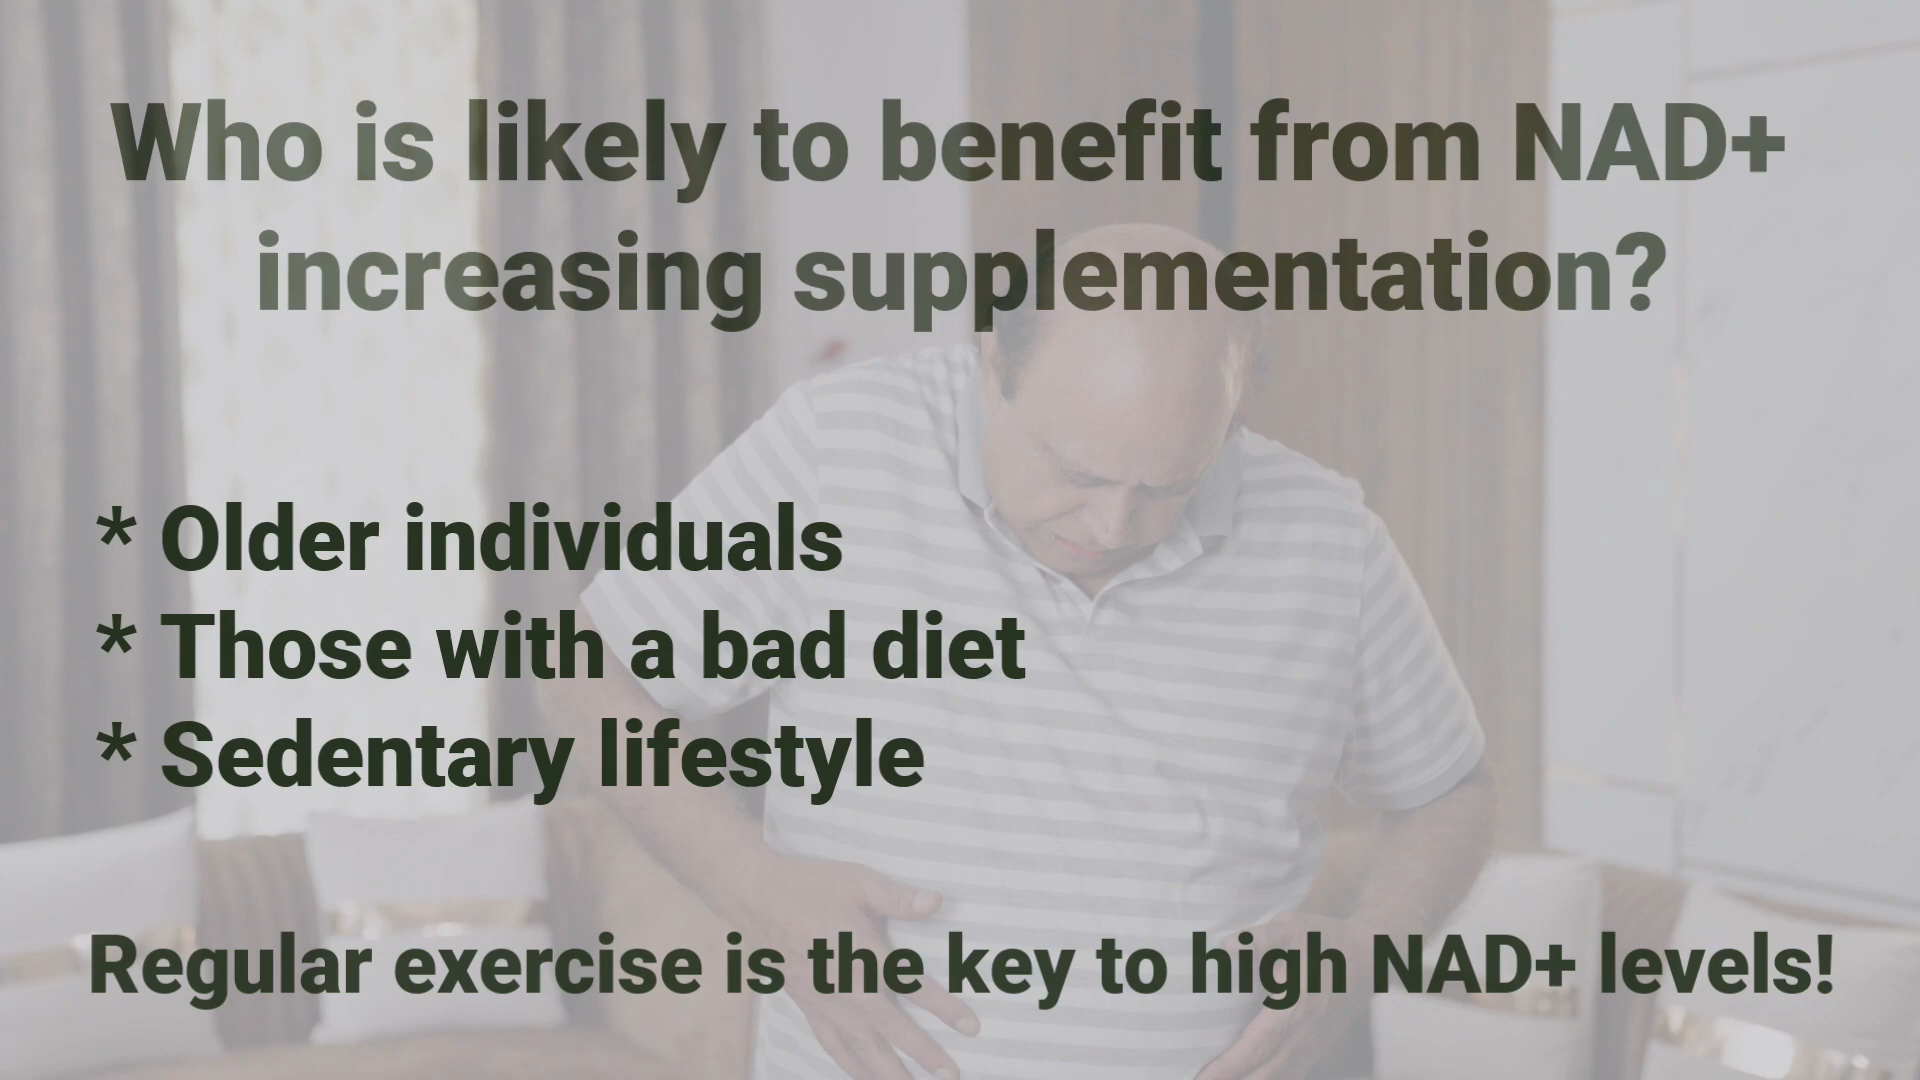 Who is likely to benefit from NAD+
increasing supplementation?
* Older individuals
* Those with a bad diet
* Sedentary lifestyle
Regular exercise is the key to high NAD+ levels!